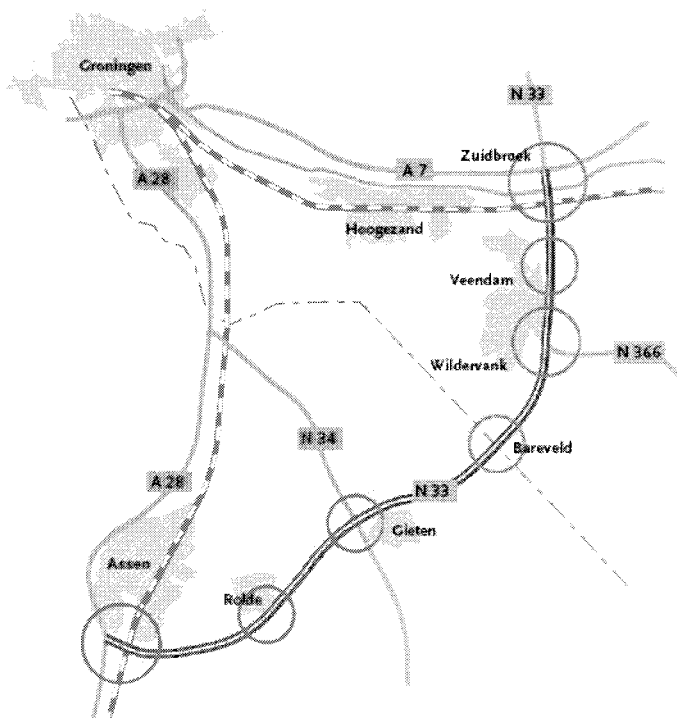 Groningen
N 33
Zuidbroek
A 7
A 28
Hoogezand
Veendam
N 366
Wildervank
N 34
Bareveld
A 28
N 33
Gieten
Assen
Rolde